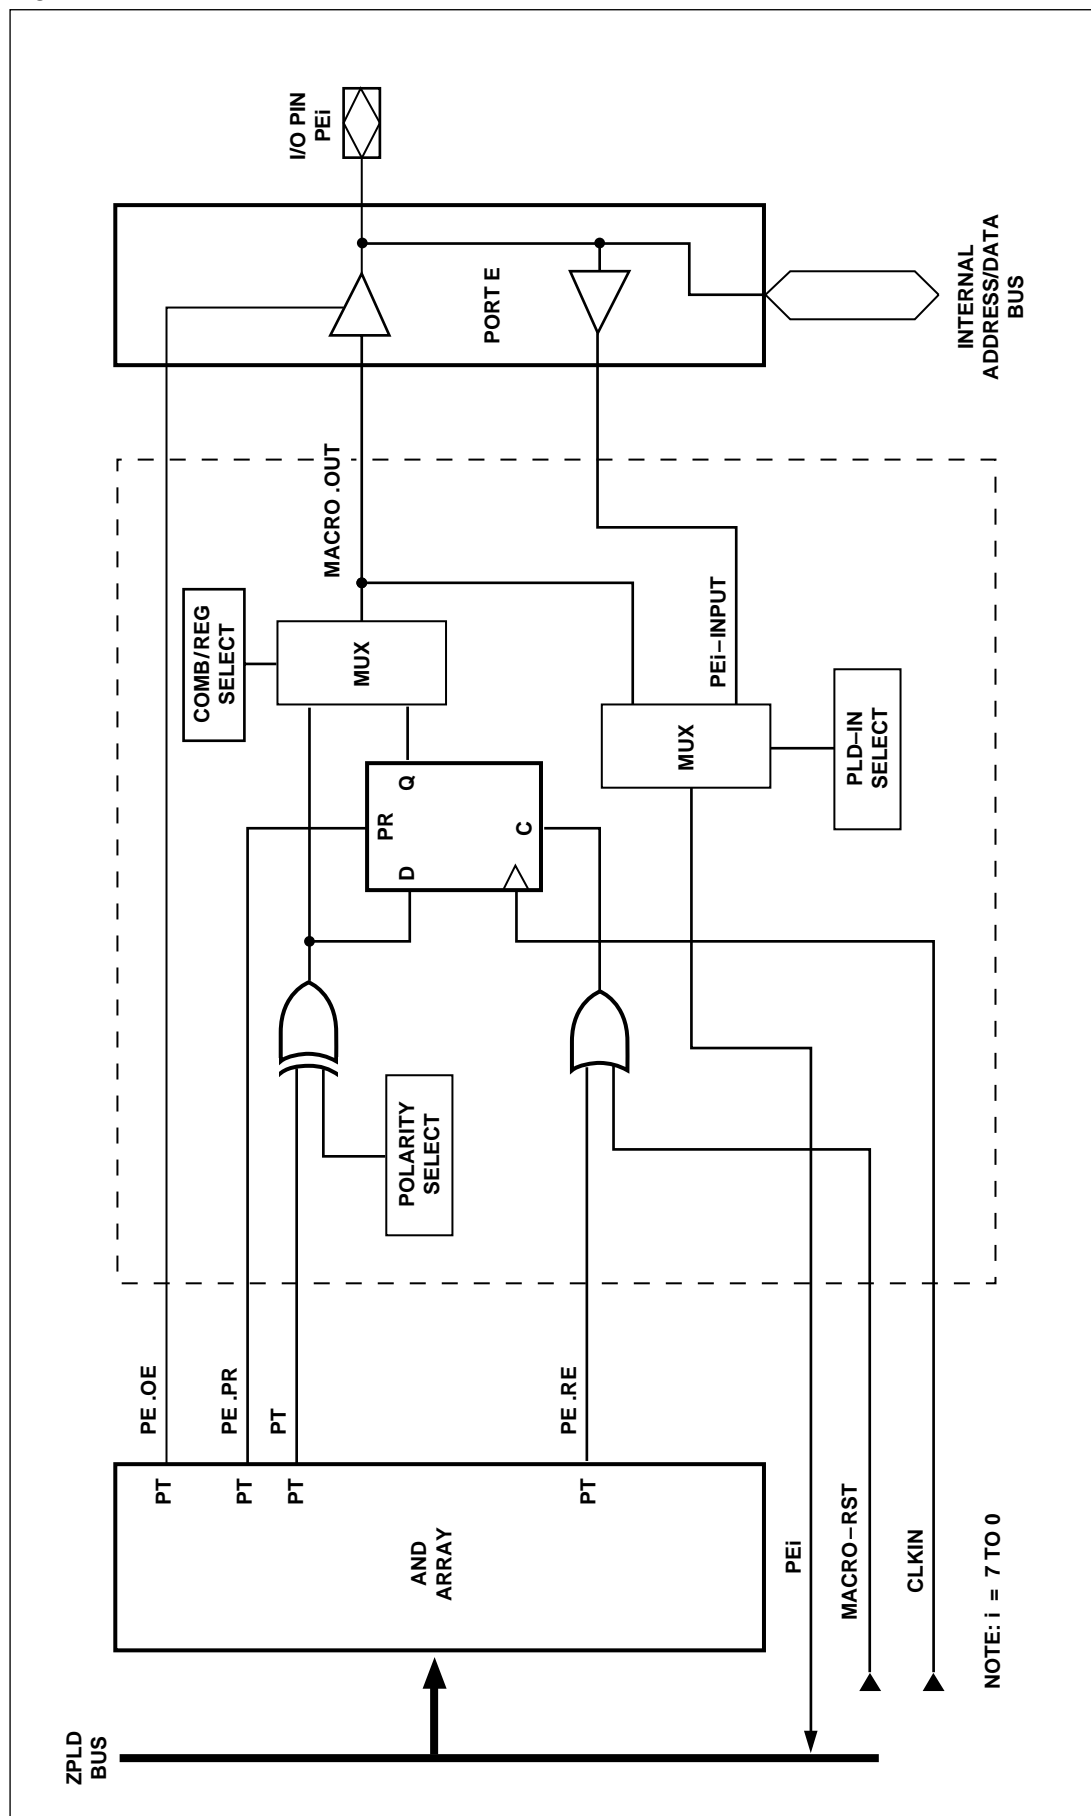 ZPLD
BUS
AND
ARRAY
PT
PT
PT
PT
PE .OE
PE .PR
PT
PE .RE
PEi
MACRO–RST
CLKIN
NOTE: i = 7 TO 0
POLARITY
SELECT
D
PR
Q
C
COMB/REG
SELECT
MUX
MACRO .OUT
MUX
PEi–INPUT
PLD–IN
SELECT
PORT E
I/O PIN
PEi
INTERNAL
ADDRESS/DATA
BUS